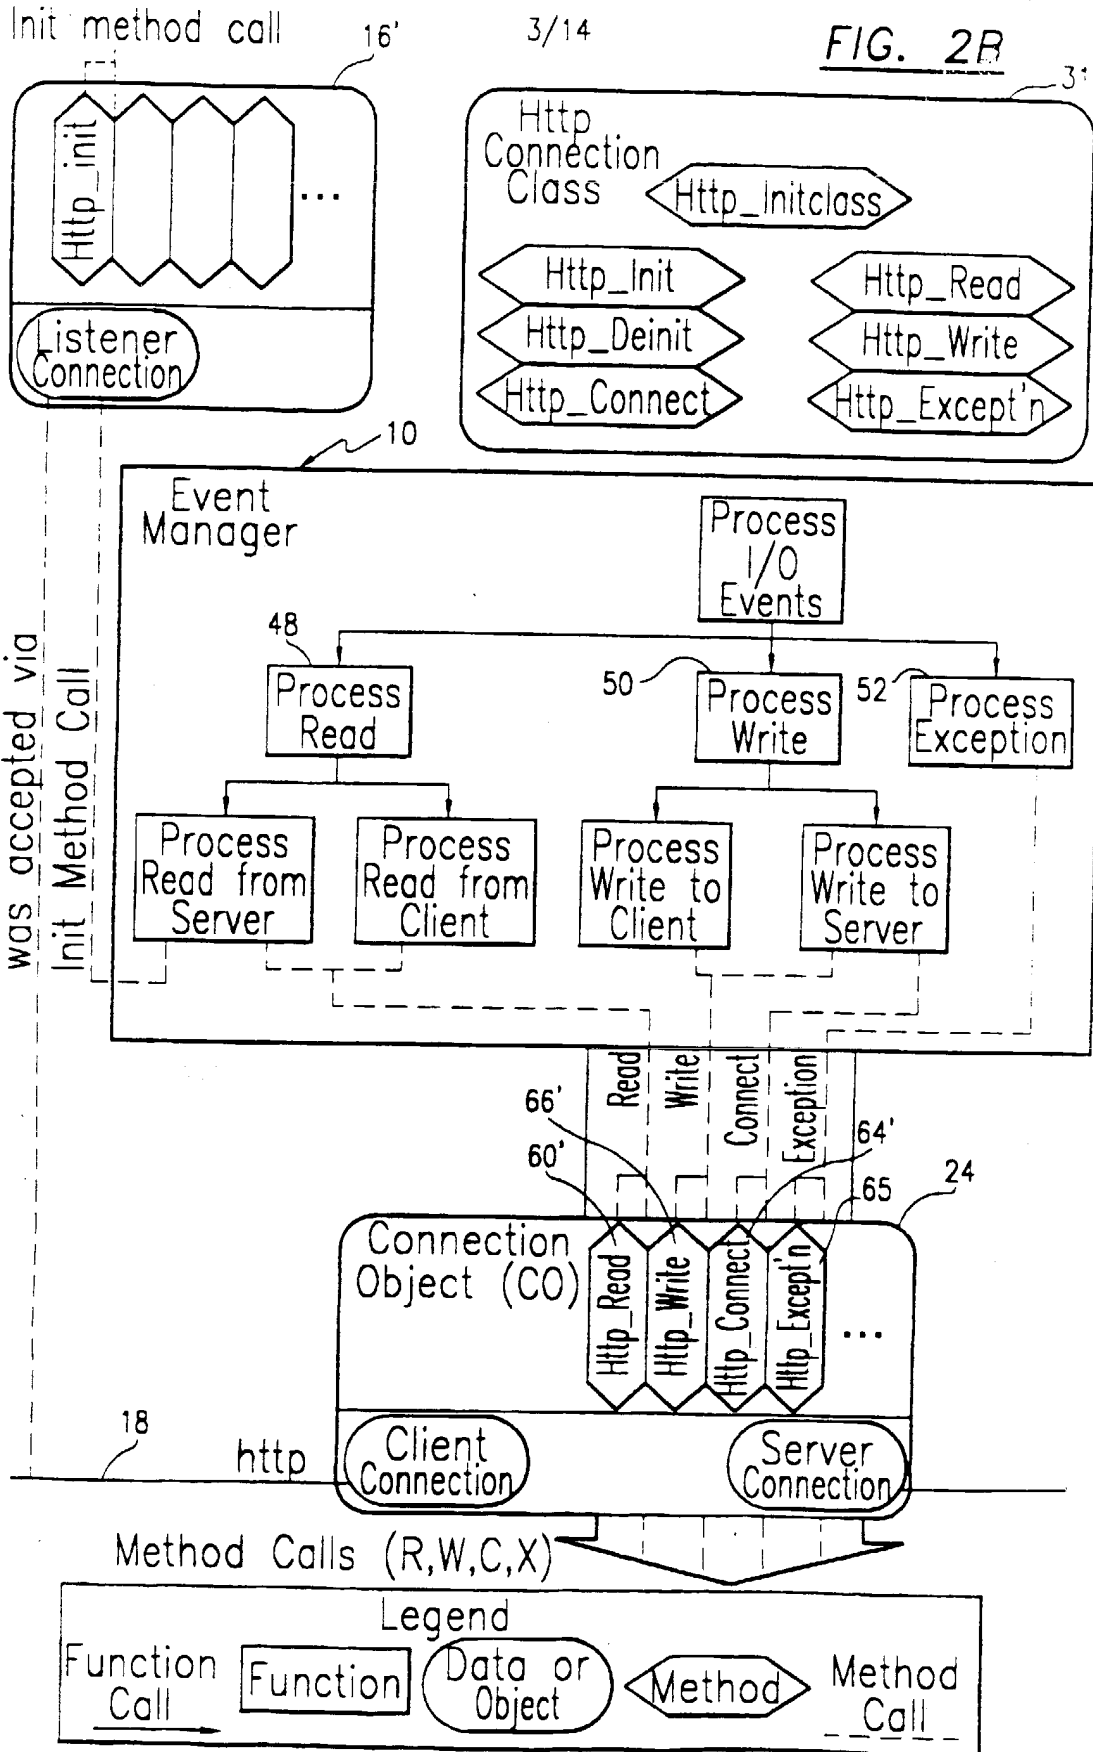 Init method call
16'
3/14
FIG. 2B
Http_init
...
Listener
Connection
31
Http
Connection
Class
Http_Initclass
Http_Init
Http_Deinit
Http_Connect
Http_Read
Http_Write
Http_Except'n
10
Event
Manager
Process
I/O
Events
48
Process
Read
50
Process
Write
52
Process
Exception
Process
Read from
Server
Process
Read from
Client
Process
Write to
Client
Process
Write to
Server
was accepted via
Init Method Call
Read
Write
Connect
Exception
66'
60'
64'
65
24
Connection
Object (CO)
Http_Read
Http_Write
Http_Connect
Http_Except'n
...
18
http
Client
Connection
Server
Connection
Method Calls (R,W,C,X)
Legend
Function
Call
Function
Data or
Object
Method
Method
Call